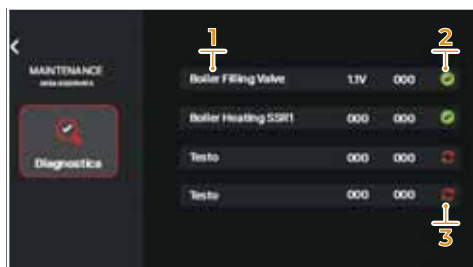 1
2
MAINTENANCE
Boiler Filling Valve 1.1V 000
Boiler Heating SSR1 000 000
Diagnostica
Testo 000 000
Testo 000 000
3